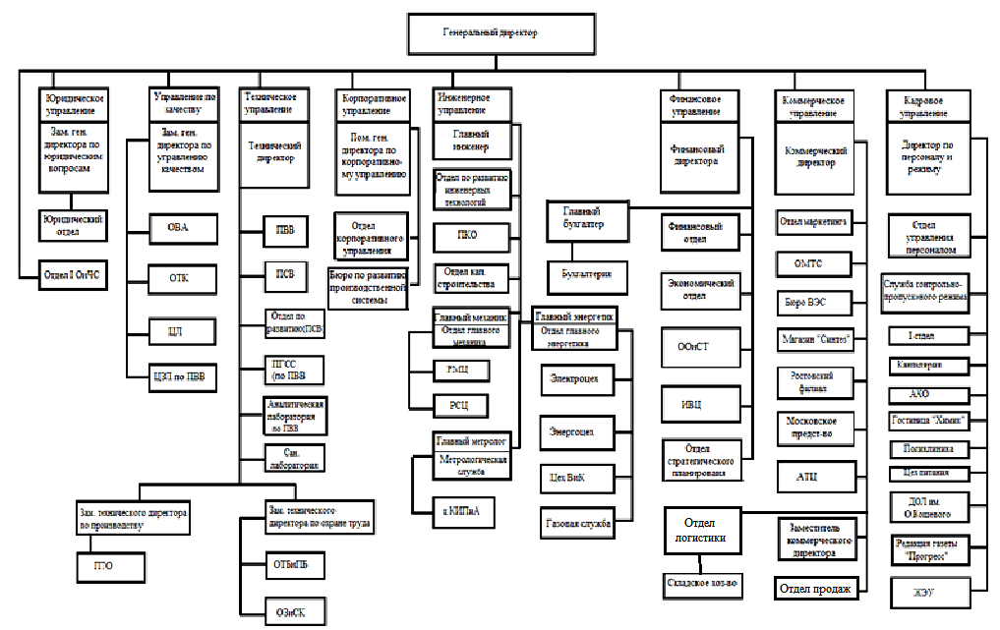 Генеральный директор
Юридическое
управление
Зам. ген.
директора по
юридическим
вопросам
Юридический
отдел
Отдел I ОиЧС
Управление по
качеству
Зам. ген.
директора по
управлению
качеством
ОВА
ОТК
ЦЛ
ЦЗЛ по ПВВ
Техническое
управление
Технический
директор
ПВВ
ПСВ
Отдел по
развитию(ПСВ)
ПГСС
(по ПВВ
Аналитическая
лаборатория
по ПВВ
Сан.
лаборатория
Зам. технического директора
по производству
Зам. технического
директора по охране труда
ОТБиПБ
ОЗиСК
Корпоративное
управление
Пом. ген.
директора по
корпоративно-
му управлению
Отдел
корпоративного
управления
Бюро по развитию
производственной
системы
Инженерное
управление
Главный
инженер
Отдел по развитию
инженерных
технологий
ПКО
Отдел кап.
строительства
Главный механик
Отдел главного
механика
РМЦ
РСЦ
Главный метролог
Метрологическая
служба
ц.КИПиА
Главный энергетик
Отдел главного
энергетика
Электроцех
Энергоцех
Цех ВиК
Газовая служба
Финансовое
управление
Финансовый
директора
Главный
бухгалтер
Бухгалтерия
Финансовый
отдел
Экономический
отдел
ООиСТ
ИВЦ
Отдел
стратегического
планирования
Коммерческое
управление
Коммерческий
директор
Отдел маркетинга
ОМТС
Бюро ВЭС
Магазин "Синтез"
Ростовский
филиал
Московское
предст-во
АТЦ
Отдел
логистики
Складское хоз-во
Заместитель
коммерческого
директора
Отдел продаж
Кадровое
управление
Директор по
персоналу и
режиму
Отдел
управления
персоналом
Служба контрольно-
пропускного режима
I отдел
Канцелярия
АХО
Гостиница "Химик"
Поликлиника
Цех питания
ДОЛ им.
О.Кошевого
Редакция газеты
"Прогресс"
ЖЭУ